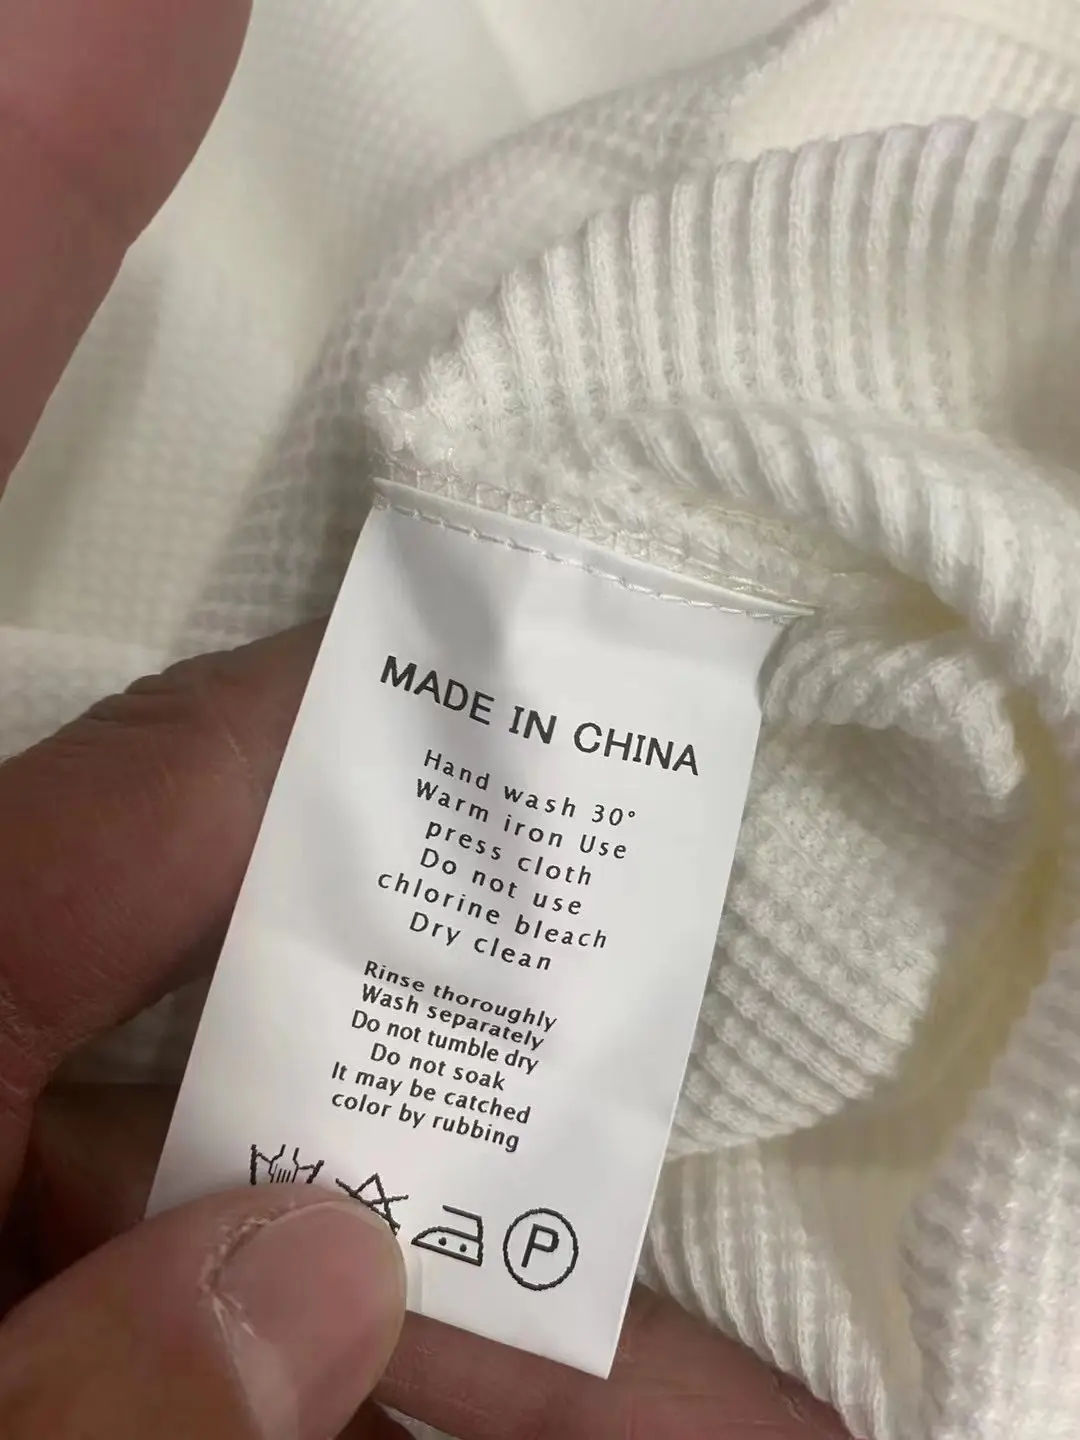 MADE IN CHINA
Hand wash 30°
Warm iron Use
press cloth
Do not use
chlorine bleach
Dry clean
Rinse thoroughly
Wash separately
Do not tumble dry
Do not soak
It may be catched
color by rubbing
P